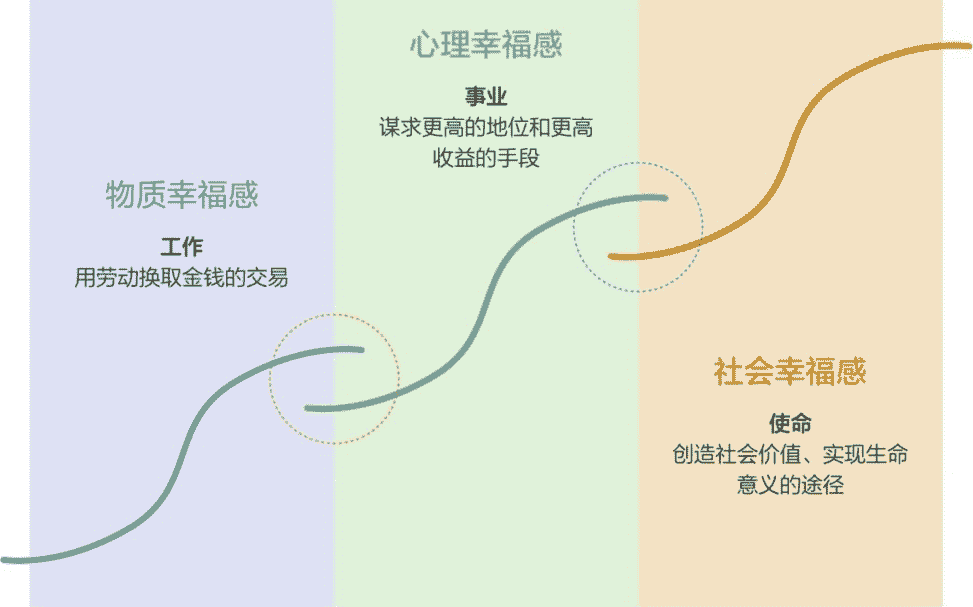 物质幸福感
工作
用劳动换取金钱的交易
心理幸福感
事业
谋求更高的地位和更高
收益的手段
社会幸福感
使命
创造社会价值、实现生命
意义的途径